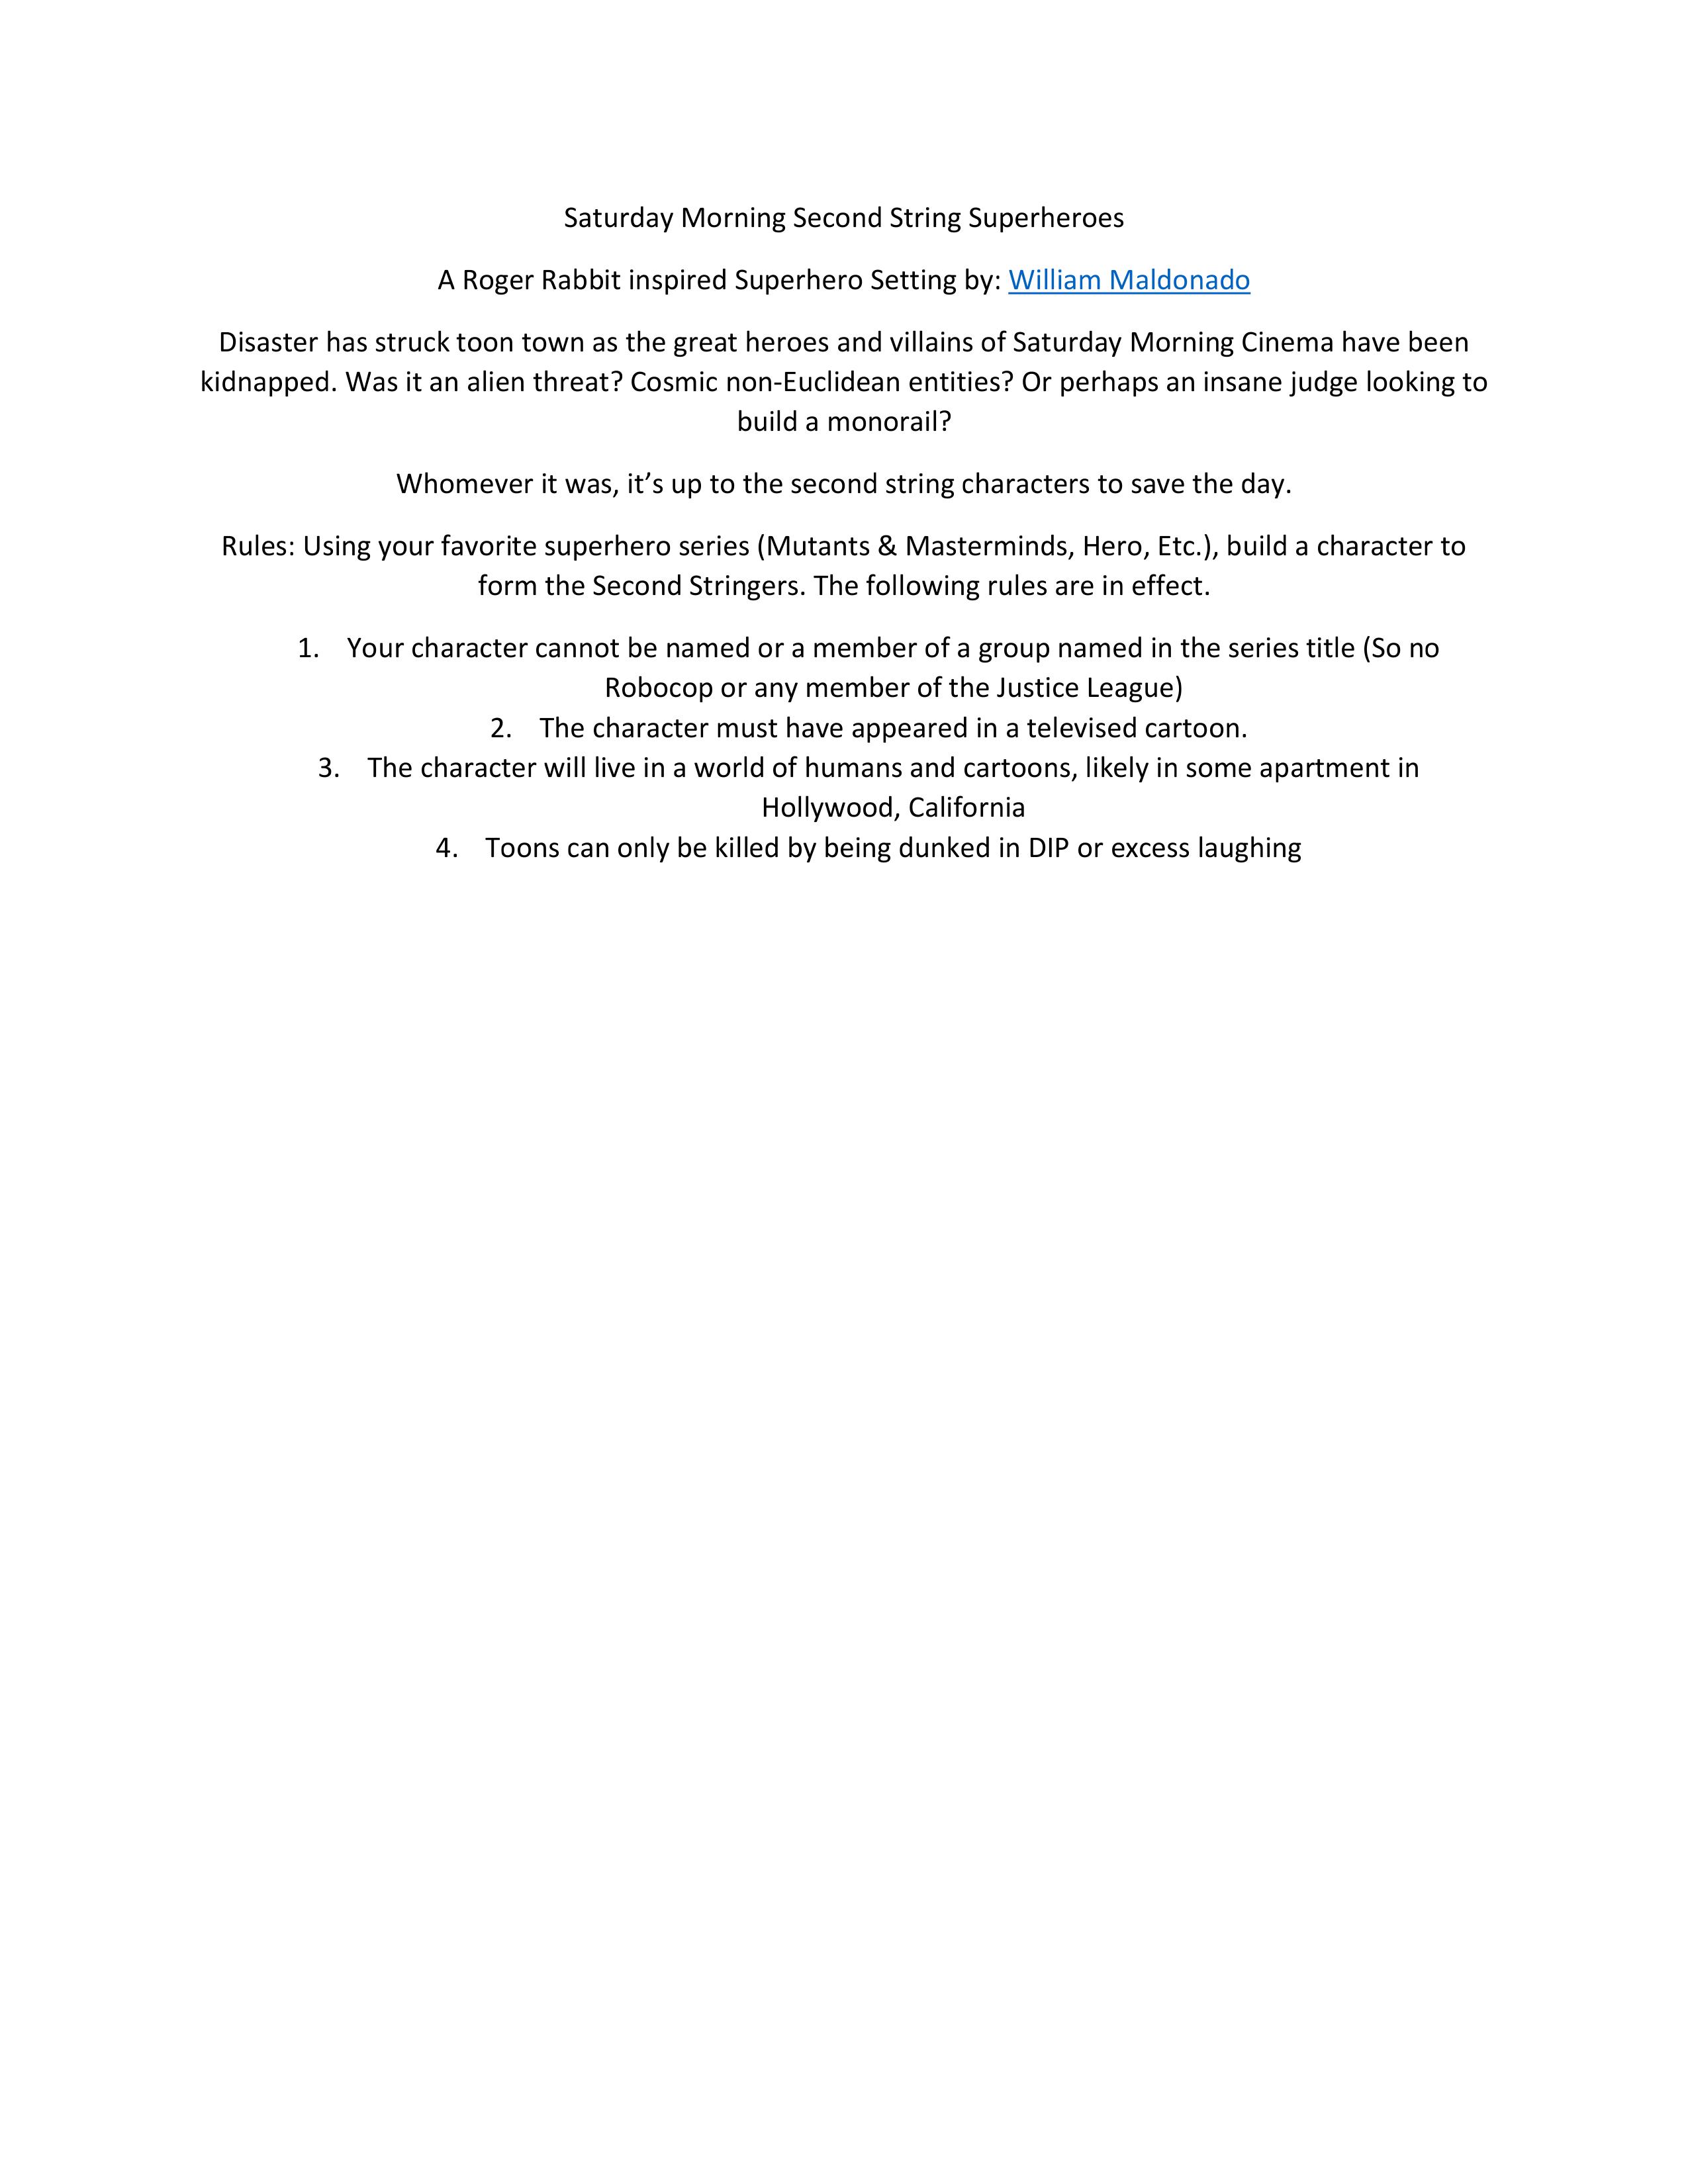 Saturday Morning Second String Superheroes
A Roger Rabbit inspired Superhero Setting by: William Maldonado
Disaster has struck toon town as the great heroes and villains of Saturday Morning Cinema have been
kidnapped. Was it an alien threat? Cosmic non-Euclidean entities? Or perhaps an insane judge looking to
build a monorail?
Whomever it was, it’s up to the second string characters to save the day.
Rules: Using your favorite superhero series (Mutants & Masterminds, Hero, Etc.), build a character to
form the Second Stringers. The following rules are in effect.
1. Your character cannot be named or a member of a group named in the series title (So no
Robocop or any member of the Justice League)
2. The character must have appeared in a televised cartoon.
3. The character will live in a world of humans and cartoons, likely in some apartment in
Hollywood, California
4. Toons can only be killed by being dunked in DIP or excess laughing